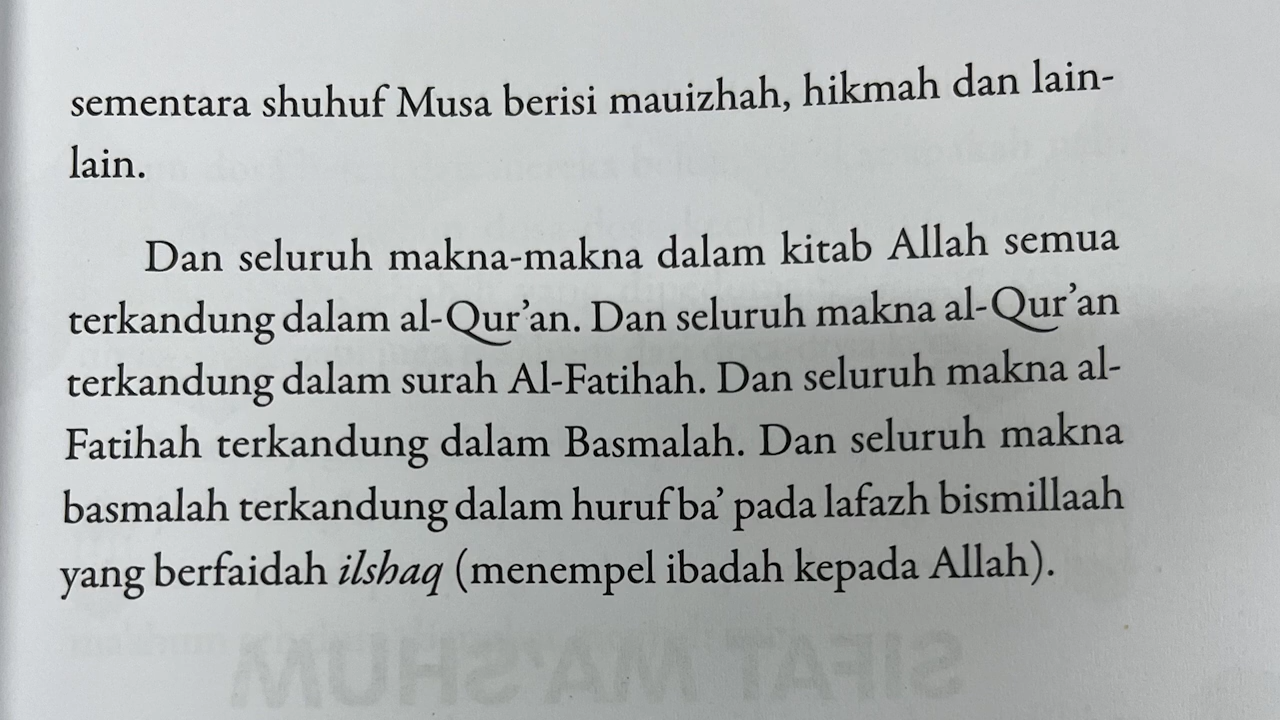 sementara shuhuf Musa berisi mauizhah, hikmah dan lain-
lain.
Dan seluruh makna-makna dalam kitab Allah semua
terkandung dalam al-Qur’an. Dan seluruh makna al-Qur’an
terkandung dalam surah Al-Fatihah. Dan seluruh makna al-
Fatihah terkandung dalam Basmalah. Dan seluruh makna
basmalah terkandung dalam huruf ba’ pada lafazh bismillaah
yang berfaidah ilshaq (menempel ibadah kepada Allah).
SIFAT MA’SHUM